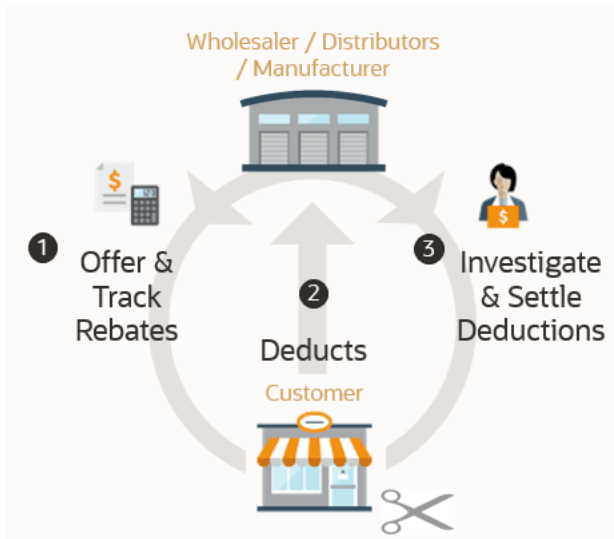 Wholesaler / Distributors
/ Manufacturer
$
$
1
Offer &
Track
Rebates
2
Deducts
3
Investigate
& Settle
Deductions
Customer